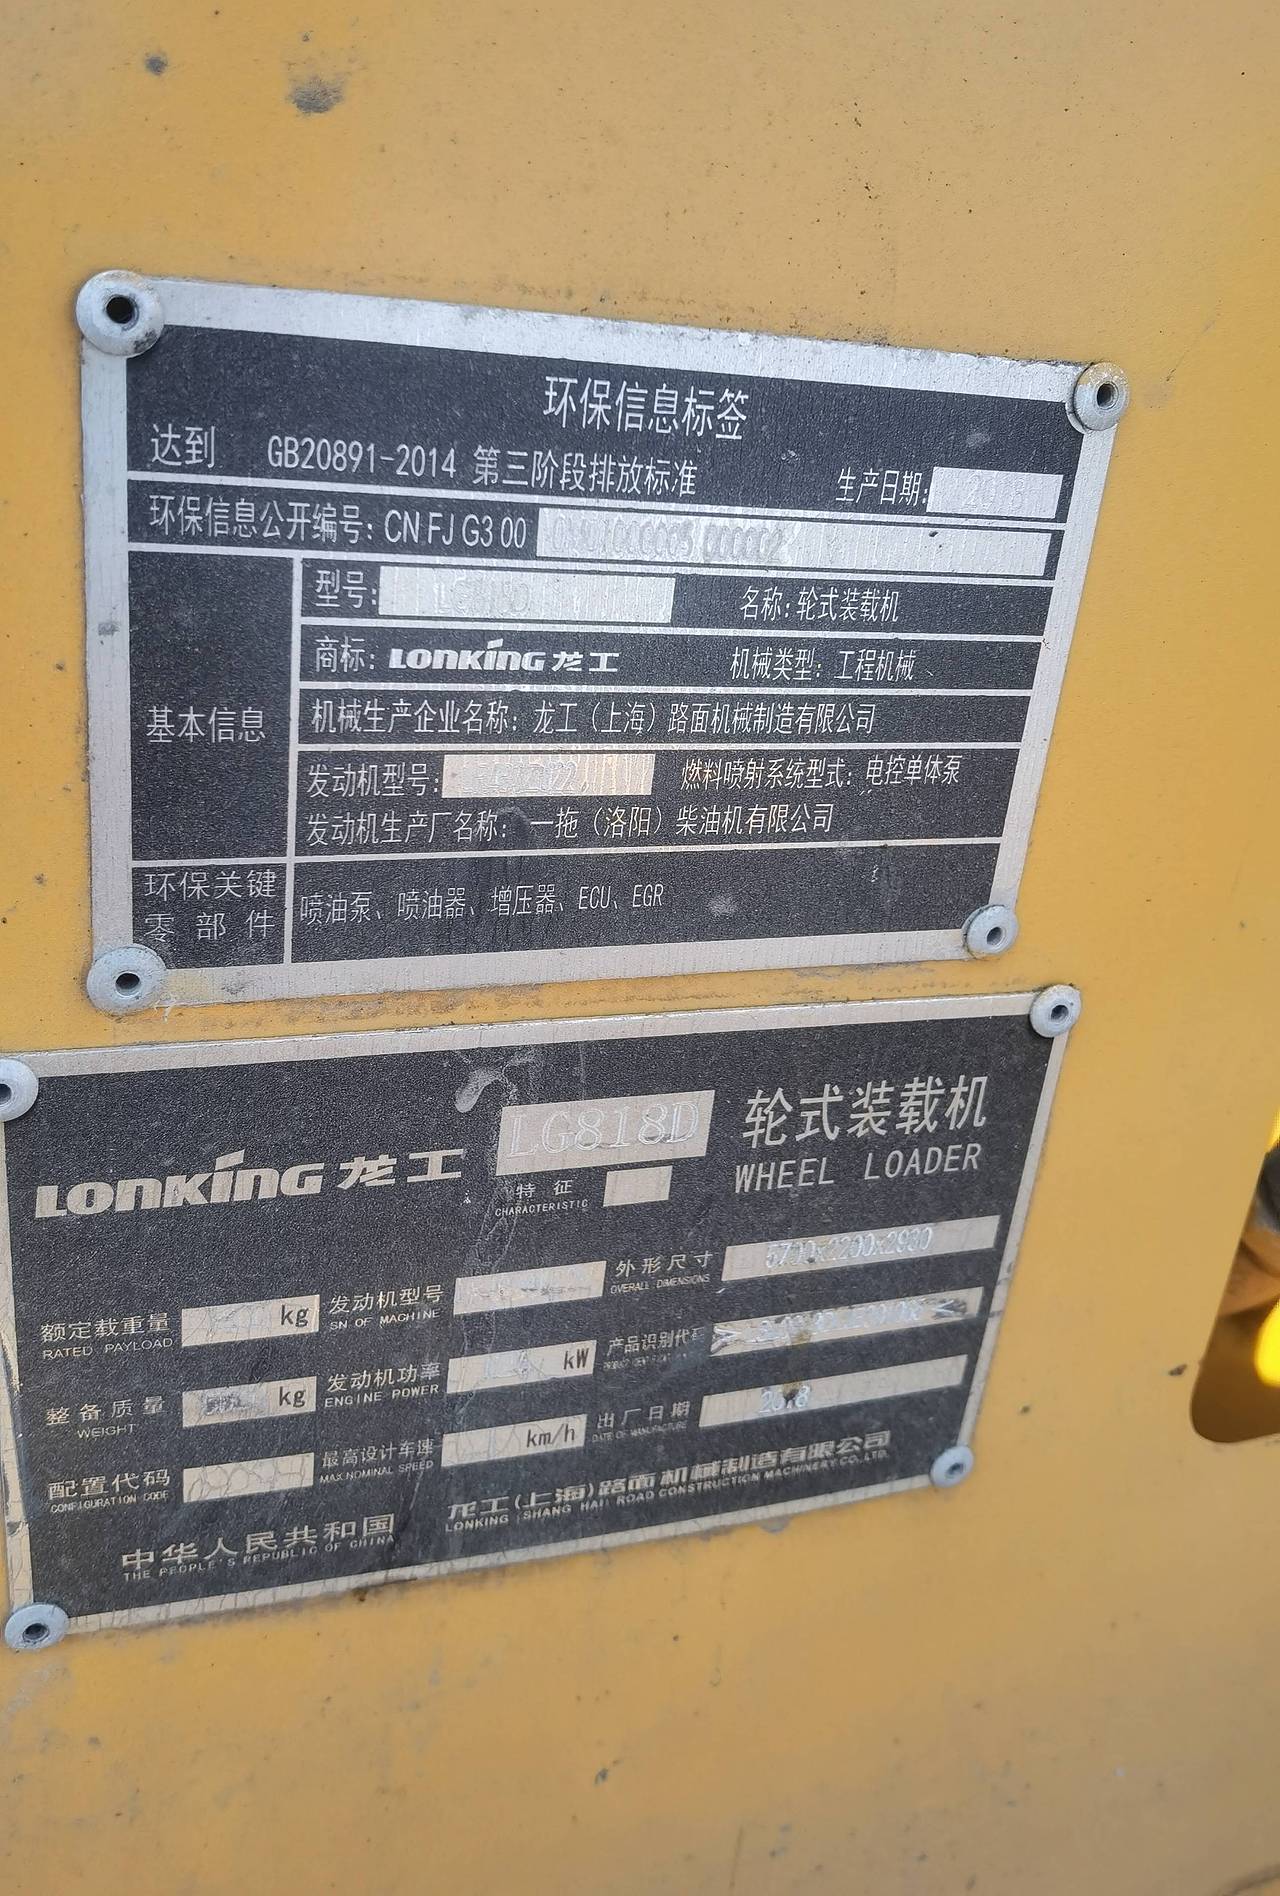 环保信息标签
达到 GB20891-2014 第三阶段排放标准 生产日期:
环保信息公开编号: CN FJ G3 00
基本信息
型号: 名称: 轮式装载机
商标: LONKING 龙工 机械类型: 工程机械
机械生产企业名称: 龙工（上海）路面机械制造有限公司
发动机型号: 燃料喷射系统型式: 电控单体泵
发动机生产厂名称: 一拖（洛阳）柴油机有限公司
环保关键零部件
喷油泵、喷油器、增压器、ECU、EGR
LONKING 龙工 LG818D 轮式装载机
WHEEL LOADER
特征
CHARACTERISTIC
额定载重量 kg 发动机型号 外形尺寸 5700x2200x2930
RATED PAYLOAD SN OF MACHINE OVERALL DIMENSIONS
整备质量 kg 发动机功率 kW 产品识别代码
WEIGHT ENGINE POWER
配置代码 最高设计车速 km/h 出厂日期 2018
CONFIGURATION CODE MAX.NOMINAL SPEED DATE OF MANUFACTURE
中华人民共和国 龙工(上海)路面机械制造有限公司
THE PEOPLE'S REPUBLIC OF CHINA LONKING (SHANG HAI) ROAD CONSTRUCTION MACHINERY CO.,LTD.